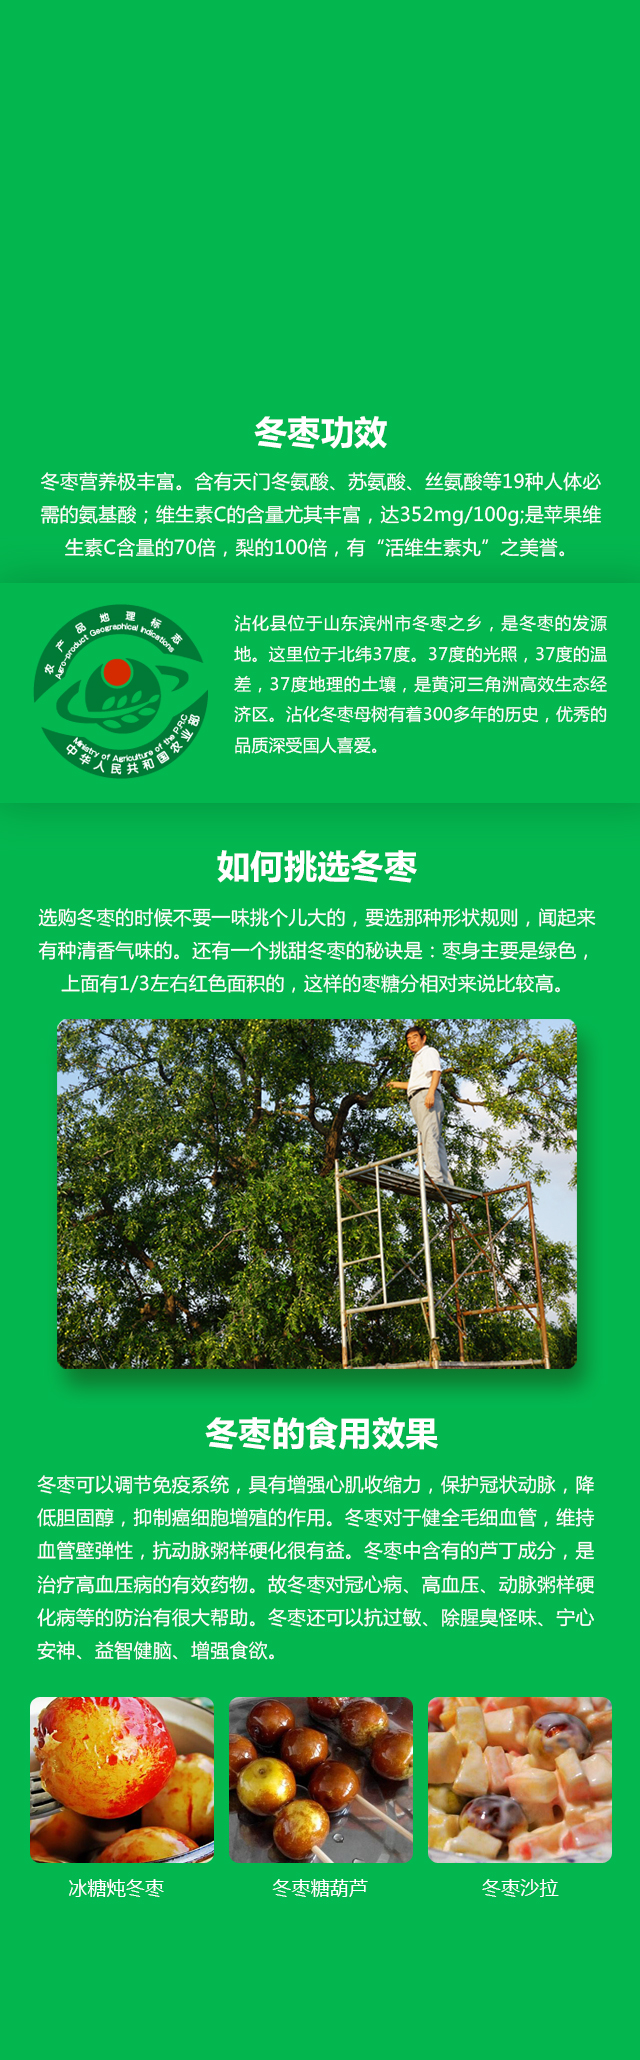 冬枣功效
冬枣营养极丰富。含有天门冬氨酸、苏氨酸、丝氨酸等19种人体必
需的氨基酸；维生素C的含量尤其丰富，达352mg/100g;是苹果维
生素C含量的70倍，梨的100倍，有“活维生素丸”之美誉。
农产品地理标志
Agro-product Geographical Indications
Ministry of Agriculture of the P.R.C
中华人民共和国农业部
沾化县位于山东滨州市冬枣之乡，是冬枣的发源
地。这里位于北纬37度。37度的光照，37度的温
差，37度地理的土壤，是黄河三角洲高效生态经
济区。沾化冬枣母树有着300多年的历史，优秀的
品质深受国人喜爱。
如何挑选冬枣
选购冬枣的时候不要一味挑个儿大的，要选那种形状规则，闻起来
有种清香气味的。还有一个挑甜冬枣的秘诀是：枣身主要是绿色，
上面有1/3左右红色面积的，这样的枣糖分相对来说比较高。
冬枣的食用效果
冬枣可以调节免疫系统，具有增强心肌收缩力，保护冠状动脉，降
低胆固醇，抑制癌细胞增殖的作用。冬枣对于健全毛细血管，维持
血管壁弹性，抗动脉粥样硬化很有益。冬枣中含有的芦丁成分，是
治疗高血压病的有效药物。故冬枣对冠心病、高血压、动脉粥样硬
化病等的防治有很大帮助。冬枣还可以抗过敏、除腥臭怪味、宁心
安神、益智健脑、增强食欲。
冰糖炖冬枣
冬枣糖葫芦
冬枣沙拉